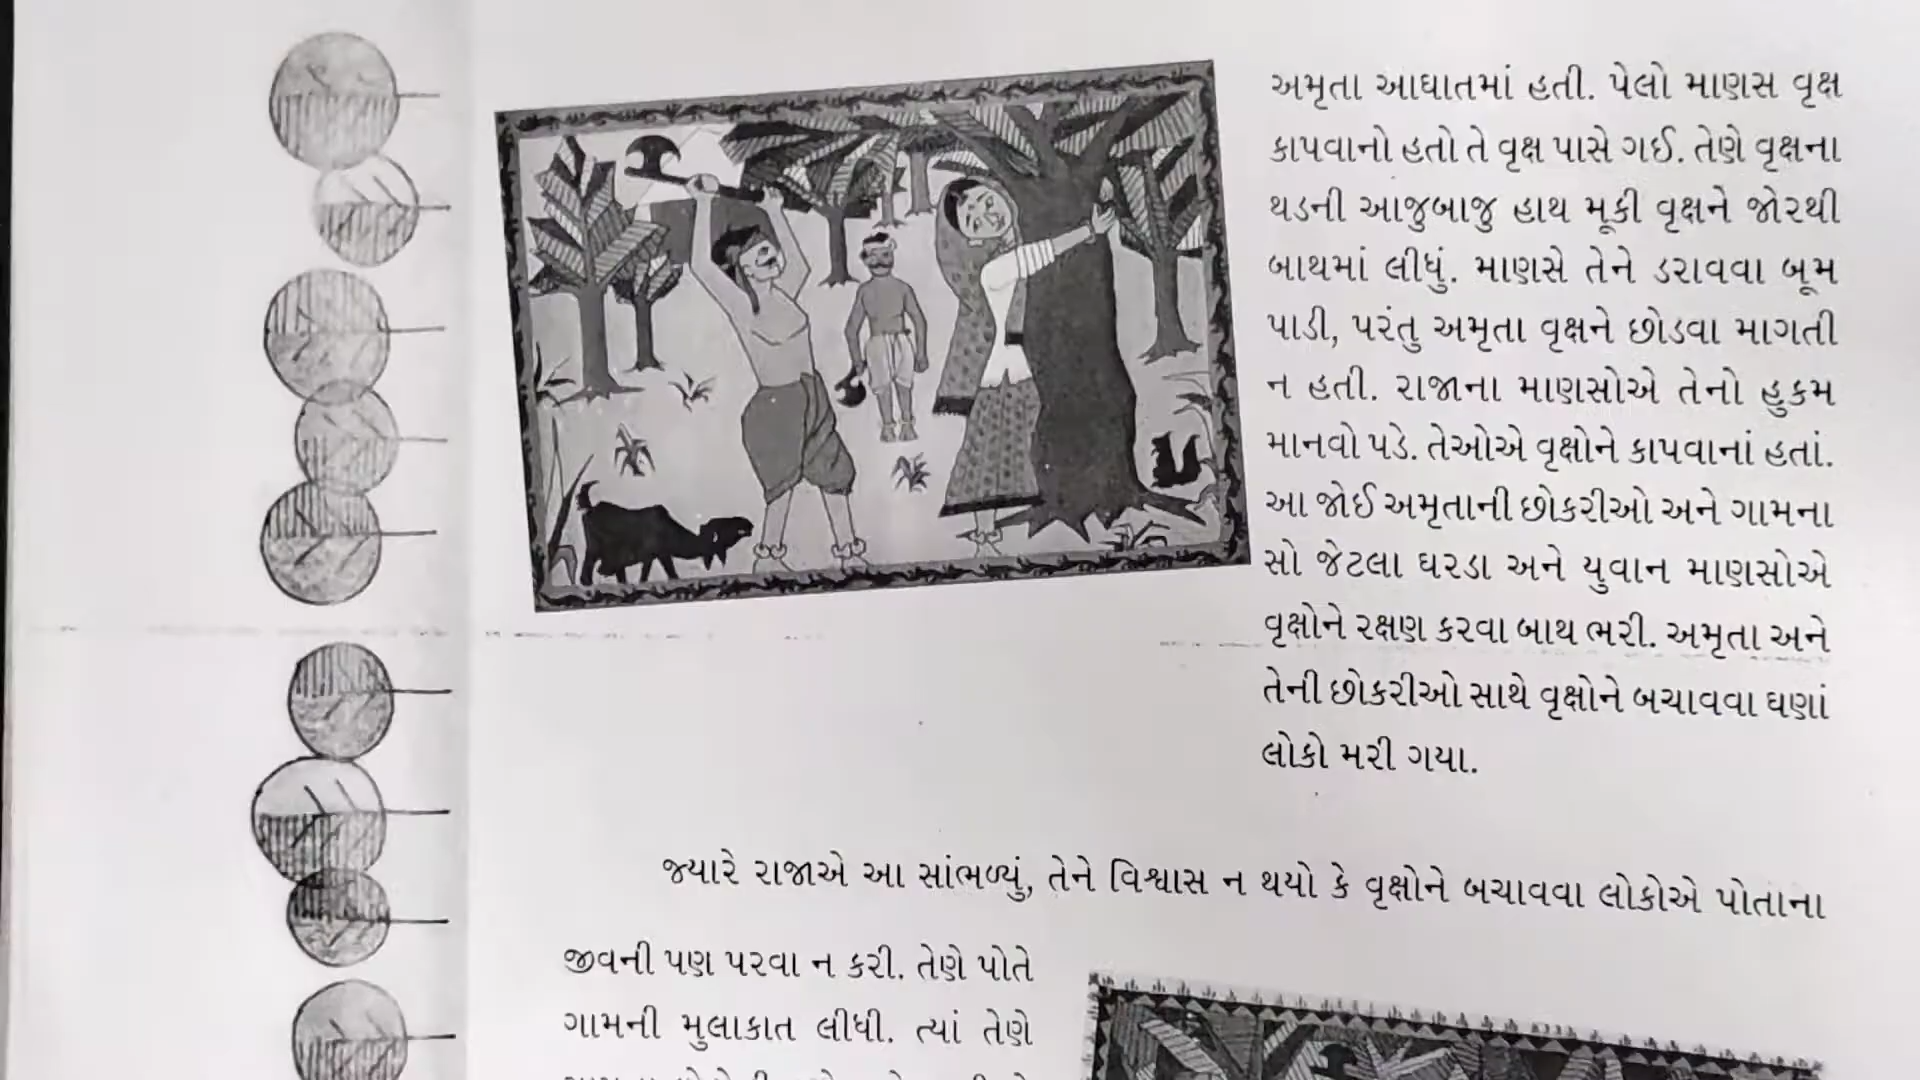 અમૃતા આઘાતમાં હતી. પેલો માણસ વૃક્ષ
કાપવાનો હતો તે વૃક્ષ પાસે ગઈ. તેણે વૃક્ષના
થડની આજુબાજુ હાથ મૂકી વૃક્ષને જોરથી
બાથમાં લીધું. માણસે તેને ડરાવવા બૂમ
પાડી, પરંતુ અમૃતા વૃક્ષને છોડવા માગતી
ન હતી. રાજાના માણસોએ તેનો હુકમ
માનવો પડે. તેઓએ વૃક્ષોને કાપવાનાં હતાં.
આ જોઈ અમૃતાની છોકરીઓ અને ગામના
સો જેટલા ઘરડા અને યુવાન માણસોએ
વૃક્ષોને રક્ષણ કરવા બાથ ભરી. અમૃતા અને
તેની છોકરીઓ સાથે વૃક્ષોને બચાવવા ઘણાં
લોકો મરી ગયા.
જ્યારે રાજાએ આ સાંભળ્યું, તેને વિશ્વાસ ન થયો કે વૃક્ષોને બચાવવા લોકોએ પોતાના
જીવની પણ પરવા ન કરી. તેણે પોતે
ગામની મુલાકાત લીધી. ત્યાં તેણે